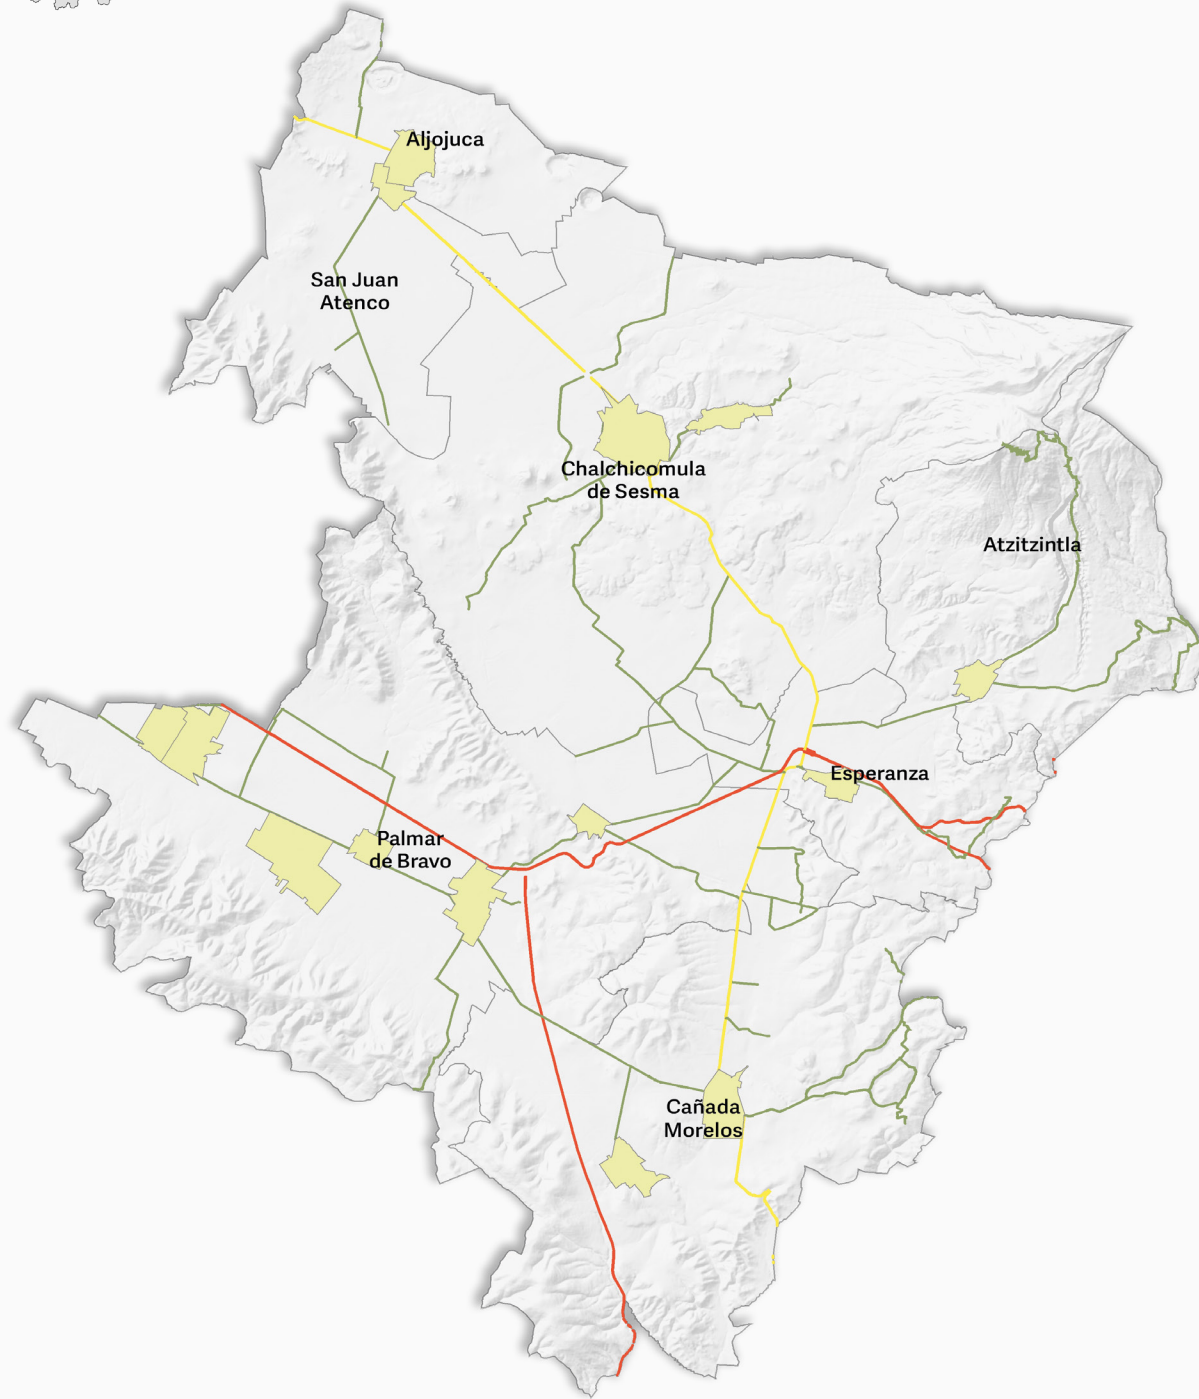 Aljojuca
San Juan
Atenco
Chalchicomula
de Sesma
Atzitzintla
Esperanza
Palmar
de Bravo
Cañada
Morelos